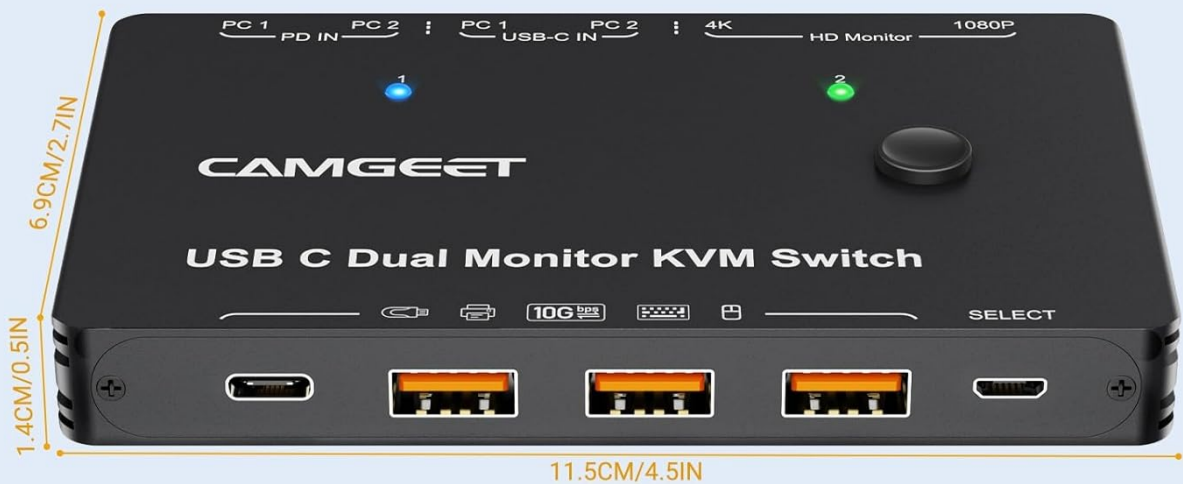 PC 1 PC 2 PC 1 PC 2 4K 1080P
PD IN USB-C IN HD Monitor
1 2
CAMGEET
USB C Dual Monitor KVM Switch
10G bps SELECT
6.9CM/2.7IN
1.4CM/0.5IN
11.5CM/4.5IN